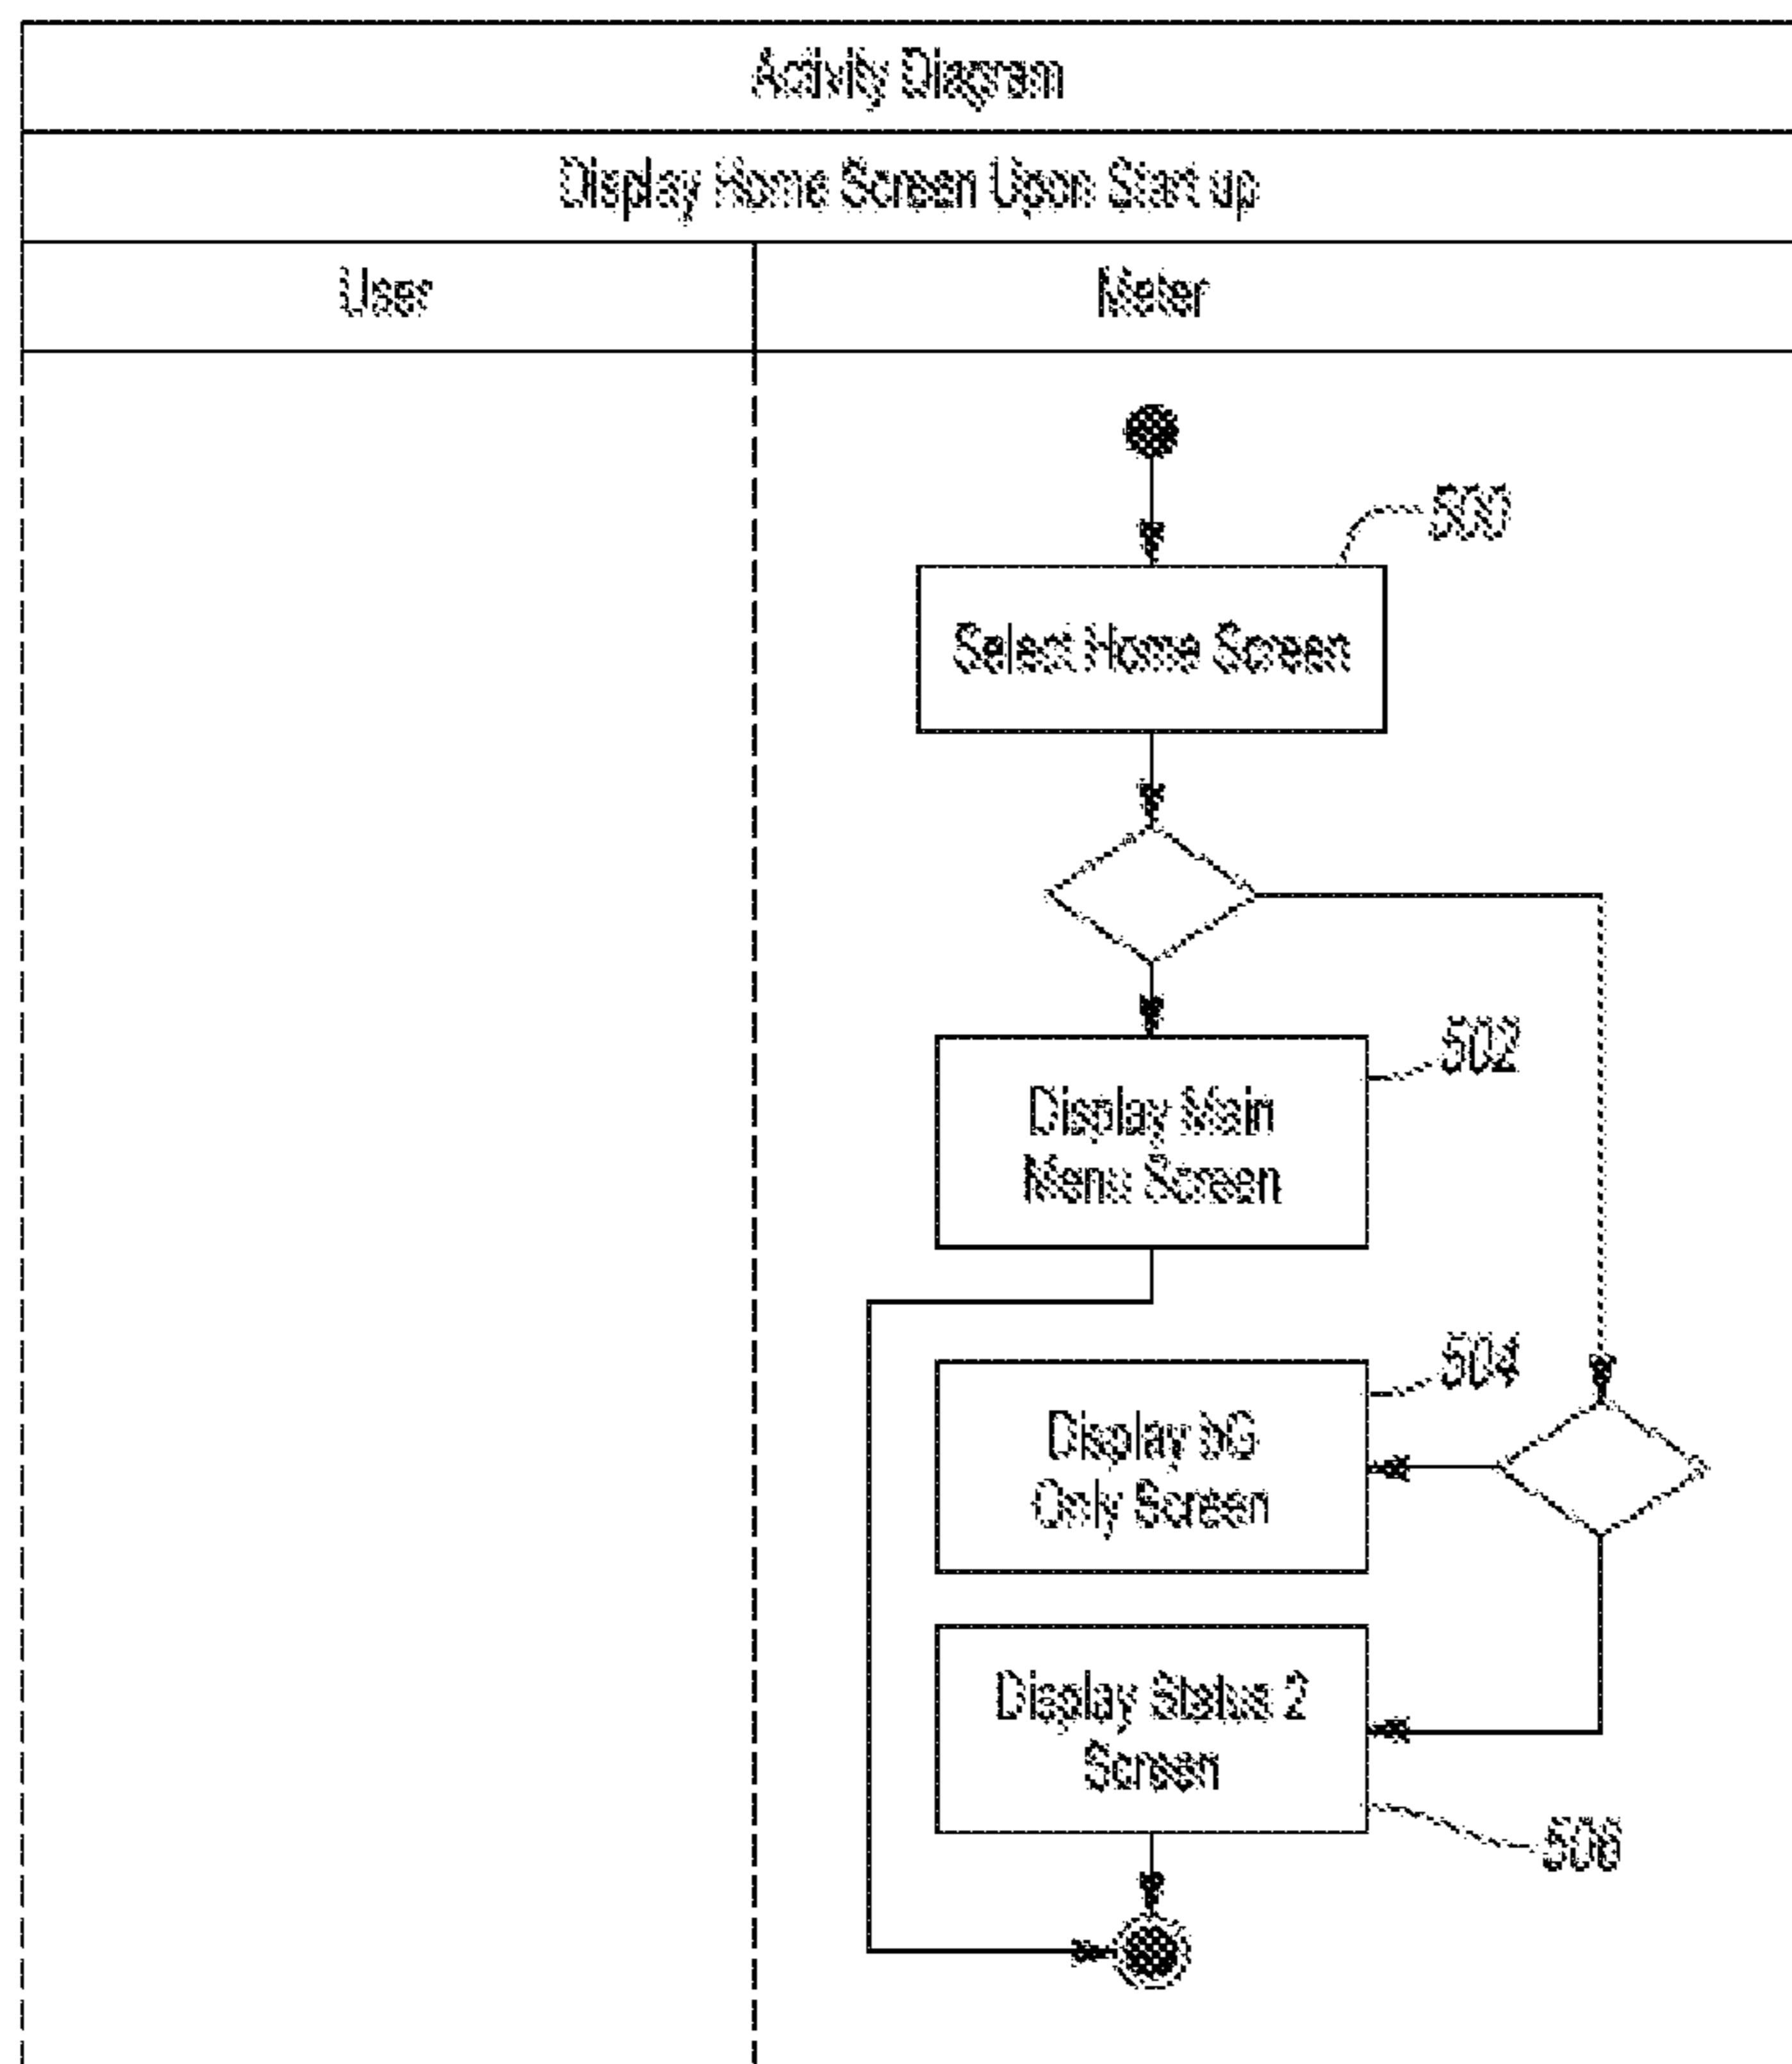 Activity Diagram
Display Home Screen Upon Start up
User
Meter
500
Select Home Screen
502
Display Main
Menu Screen
504
Display bG
Only Screen
Display Status 2
Screen
506